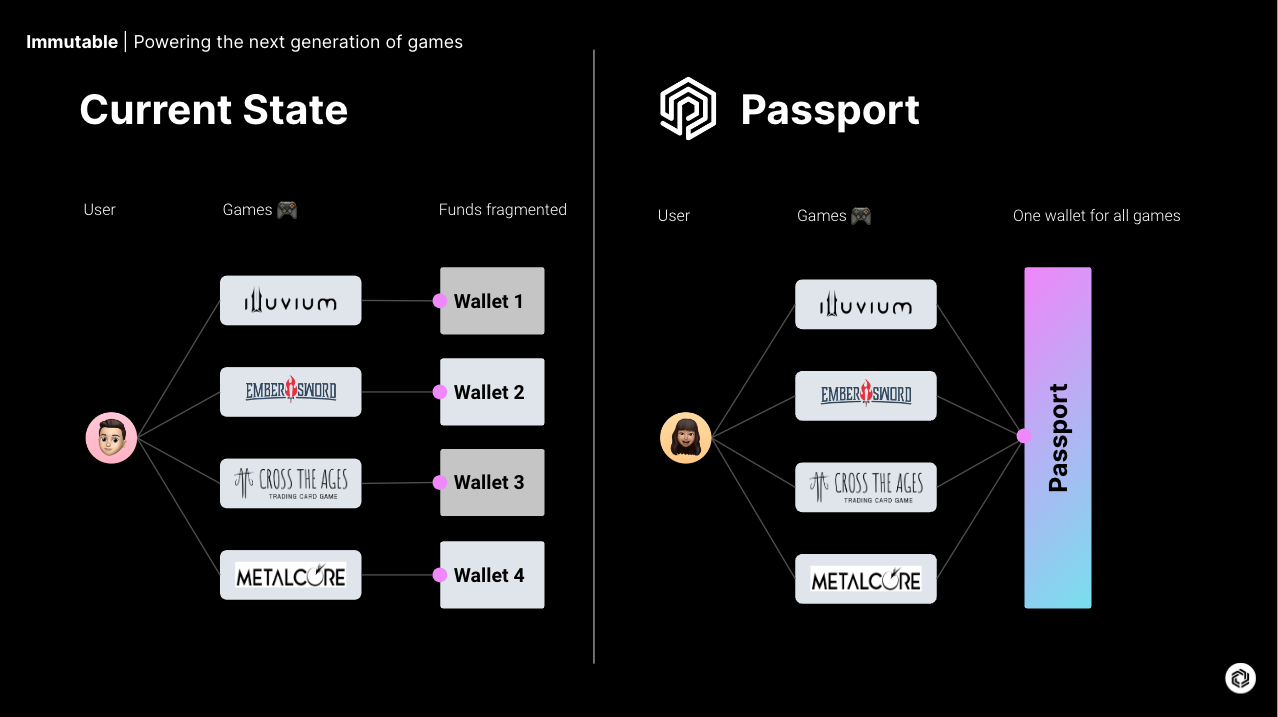 Immutable | Powering the next generation of games
Current State
User
Games
Funds fragmented
illuvium
Wallet 1
EMBER SWORD
Wallet 2
CROSS THE AGES
TRADING CARD GAME
Wallet 3
METALCORE
Wallet 4
Passport
User
Games
One wallet for all games
illuvium
EMBER SWORD
CROSS THE AGES
TRADING CARD GAME
METALCORE
Passport